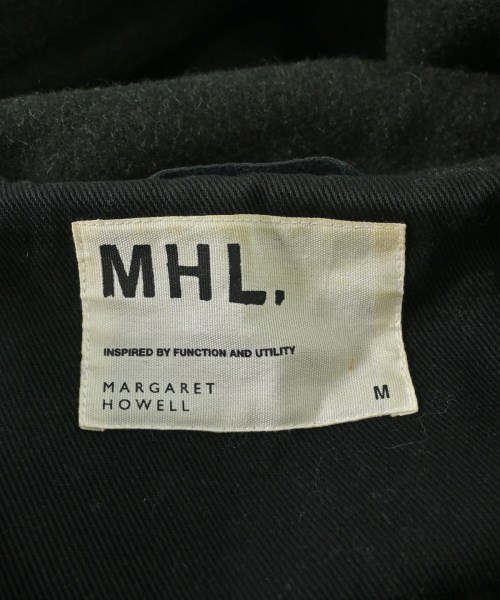 MHL.
INSPIRED BY FUNCTION AND UTILITY
MARGARET
HOWELL
M